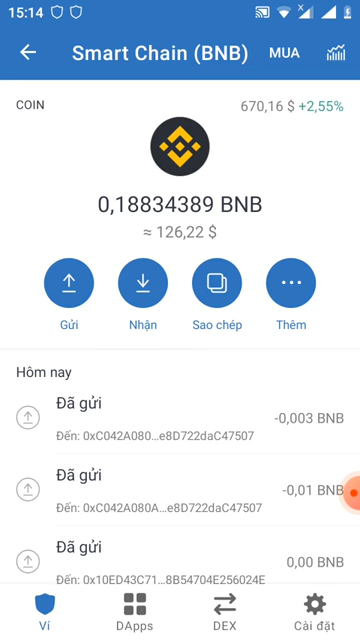 15:14
Smart Chain (BNB) MUA
COIN 670,16 $ +2,55%
0,18834389 BNB
≈ 126,22 $
Gửi Nhận Sao chép Thêm
Hôm nay
Đã gửi
-0,003 BNB
Đến: 0xC042A080...e8D722daC47507
Đã gửi
-0,01 BNB
Đến: 0xC042A080A...e8D722daC47507
Đã gửi
0,00 BNB
Đến: 0x10ED43C71...8B54704E256024E
Ví DApps DEX Cài đặt